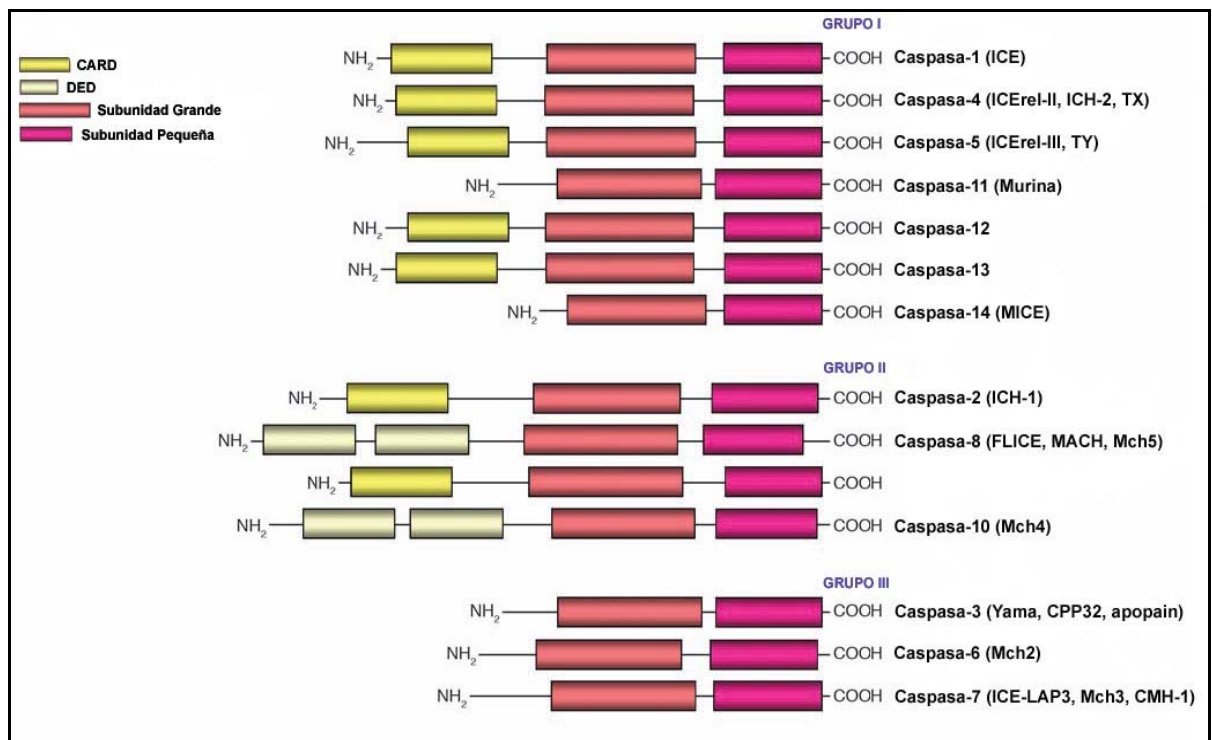 GRUPO I
CARD
DED
Subunidad Grande
Subunidad Pequeña
NH2 COOH Caspasa-1 (ICE)
NH2 COOH Caspasa-4 (ICErel-II, ICH-2, TX)
NH2 COOH Caspasa-5 (ICErel-III, TY)
NH2 COOH Caspasa-11 (Murina)
NH2 COOH Caspasa-12
NH2 COOH Caspasa-13
NH2 COOH Caspasa-14 (MICE)
GRUPO II
NH2 COOH Caspasa-2 (ICH-1)
NH2 COOH Caspasa-8 (FLICE, MACH, Mch5)
NH2 COOH
NH2 COOH Caspasa-10 (Mch4)
GRUPO III
NH2 COOH Caspasa-3 (Yama, CPP32, apopain)
NH2 COOH Caspasa-6 (Mch2)
NH2 COOH Caspasa-7 (ICE-LAP3, Mch3, CMH-1)